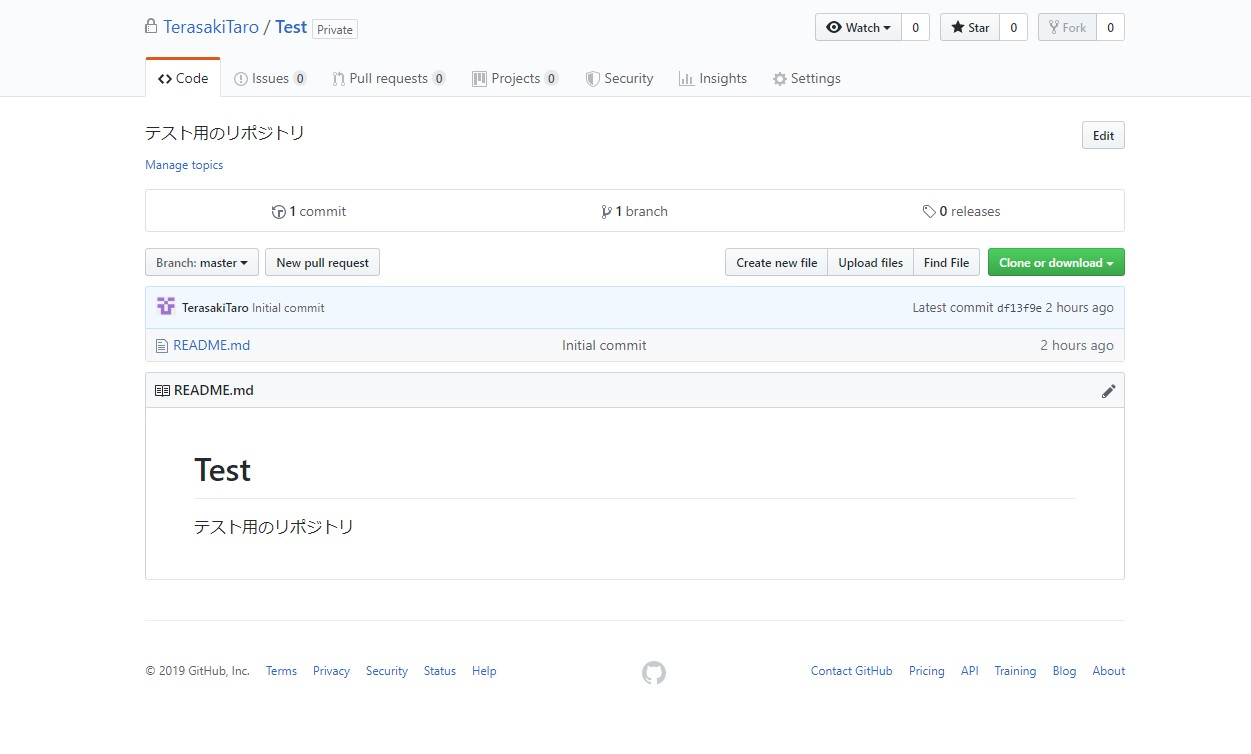 TerasakiTaro / Test Private Watch 0 Star 0 Fork 0
Code Issues 0 Pull requests 0 Projects 0 Security Insights Settings
テスト用のリポジトリ Edit
Manage topics
1 commit 1 branch 0 releases
Branch: master New pull request Create new file Upload files Find File Clone or download
TerasakiTaro Initial commit Latest commit df13f9e 2 hours ago
README.md Initial commit 2 hours ago
README.md
Test
テスト用のリポジトリ
© 2019 GitHub, Inc. Terms Privacy Security Status Help Contact GitHub Pricing API Training Blog About